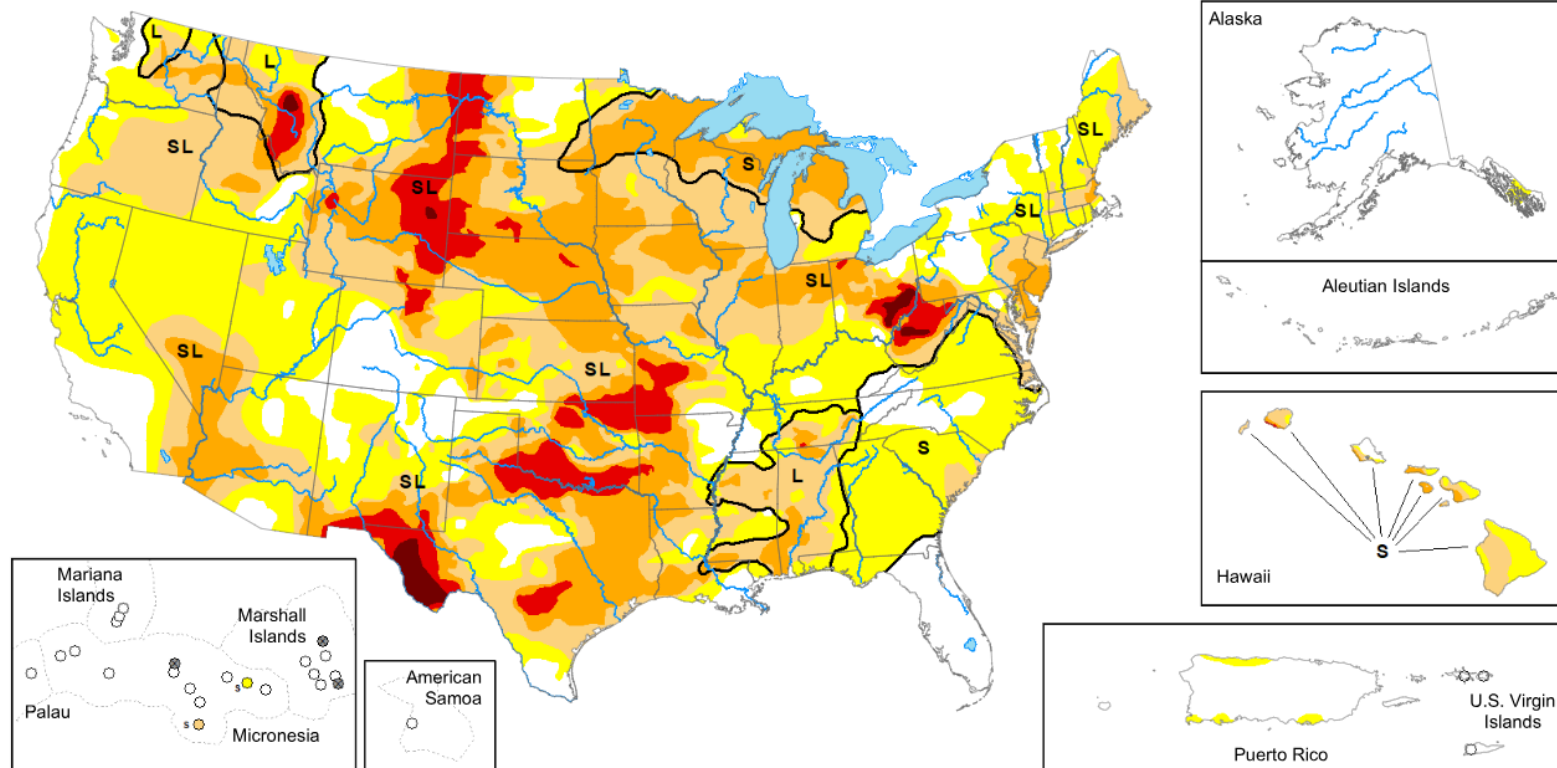 L
L
SL
SL
S
SL
SL
SL
SL
SL
SL
S
L
Alaska
Aleutian Islands
S
Hawaii
Mariana
Islands
Marshall
Islands
s
s
Palau
Micronesia
American
Samoa
U.S. Virgin
Islands
Puerto Rico